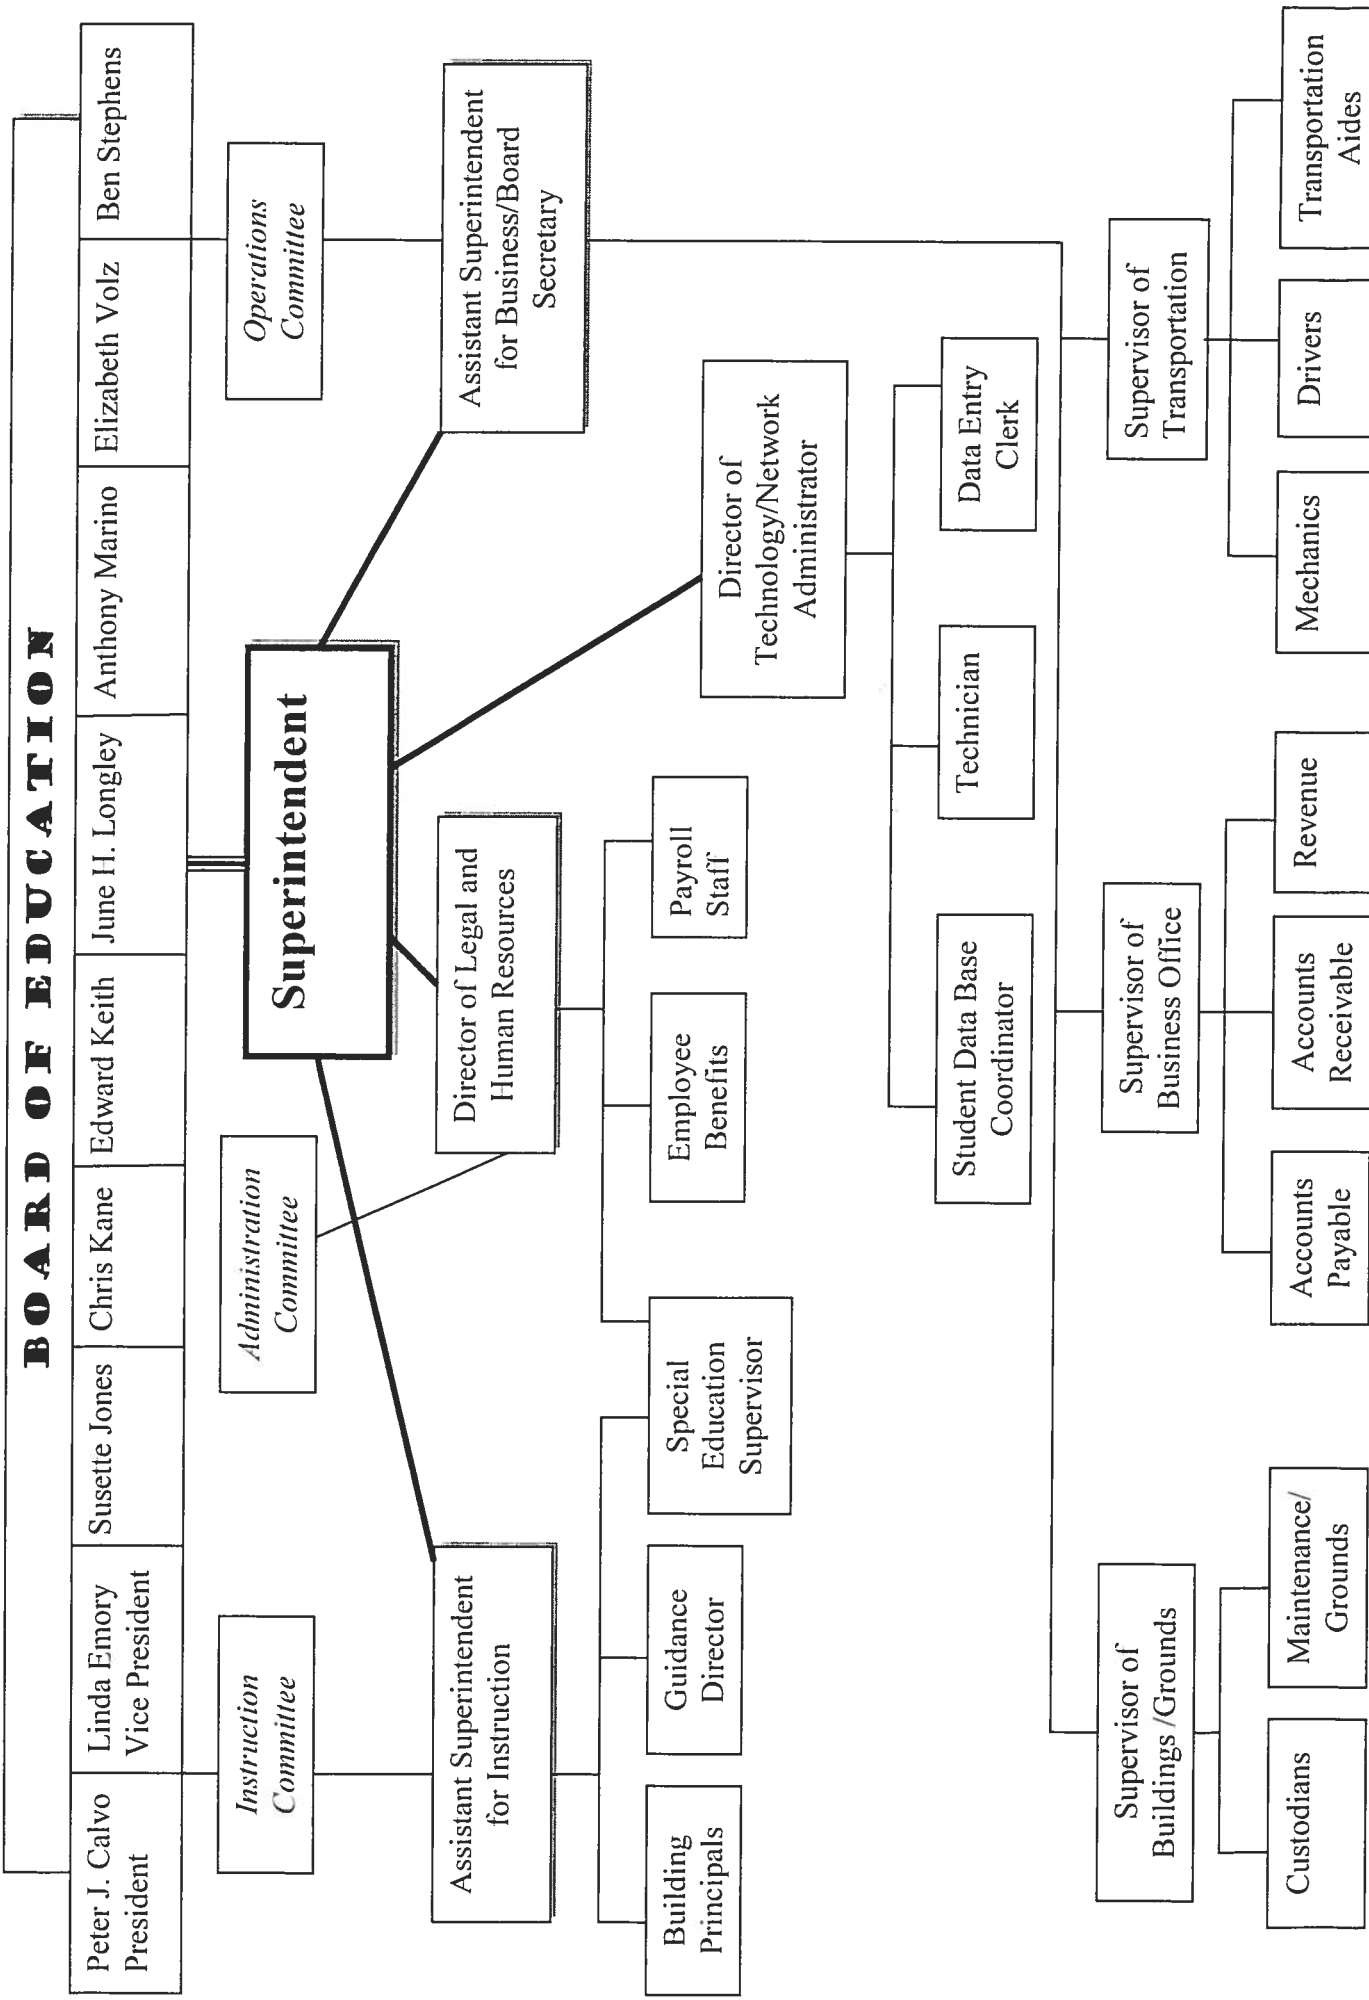 BOARD OF EDUCATION
Peter J. Calvo
President
Linda Emory
Vice President
Susette Jones
Chris Kane
Edward Keith
June H. Longley
Anthony Marino
Elizabeth Volz
Ben Stephens
Instruction
Committee
Administration
Committee
Superintendent
Operations
Committee
Assistant Superintendent
for Instruction
Director of Legal and
Human Resources
Assistant Superintendent
for Business/Board
Secretary
Building
Principals
Guidance
Director
Special
Education
Supervisor
Employee
Benefits
Payroll
Staff
Director of
Technology/Network
Administrator
Student Data Base
Coordinator
Technician
Data Entry
Clerk
Supervisor of
Buildings /Grounds
Supervisor of
Business Office
Supervisor of
Transportation
Custodians
Maintenance/
Grounds
Accounts
Payable
Accounts
Receivable
Revenue
Mechanics
Drivers
Transportation
Aides